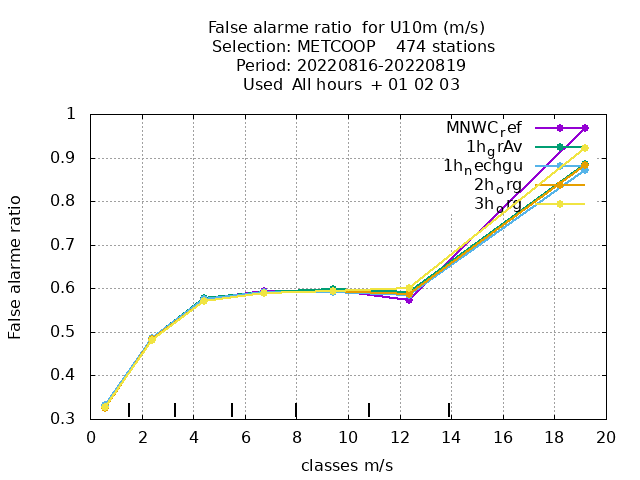 False alarme ratio  for U10m (m/s)
Selection: METCOOP    474 stations
Period: 20220816-20220819
Used  All hours  + 01 02 03
False alarme ratio
1
0.9
0.8
0.7
0.6
0.5
0.4
0.3
MNWC_ref
1h_grAv
1h_nechgu
2h_org
3h_org
0 2 4 6 8 10 12 14 16 18 20
classes m/s